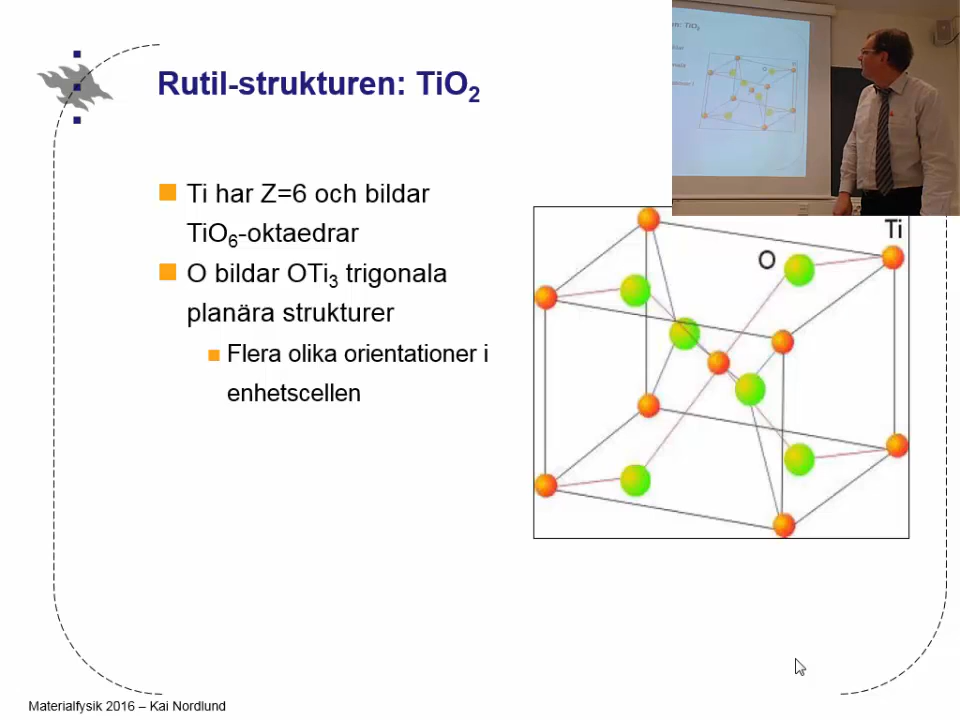 Rutil-strukturen: TiO₂
Ti har Z=6 och bildar
TiO₆-oktaedrar
O bildar OTi₃ trigonala
planära strukturer
Flera olika orientationer i
enhetscellen
Ti
O
Materialfysik 2016 – Kai Nordlund